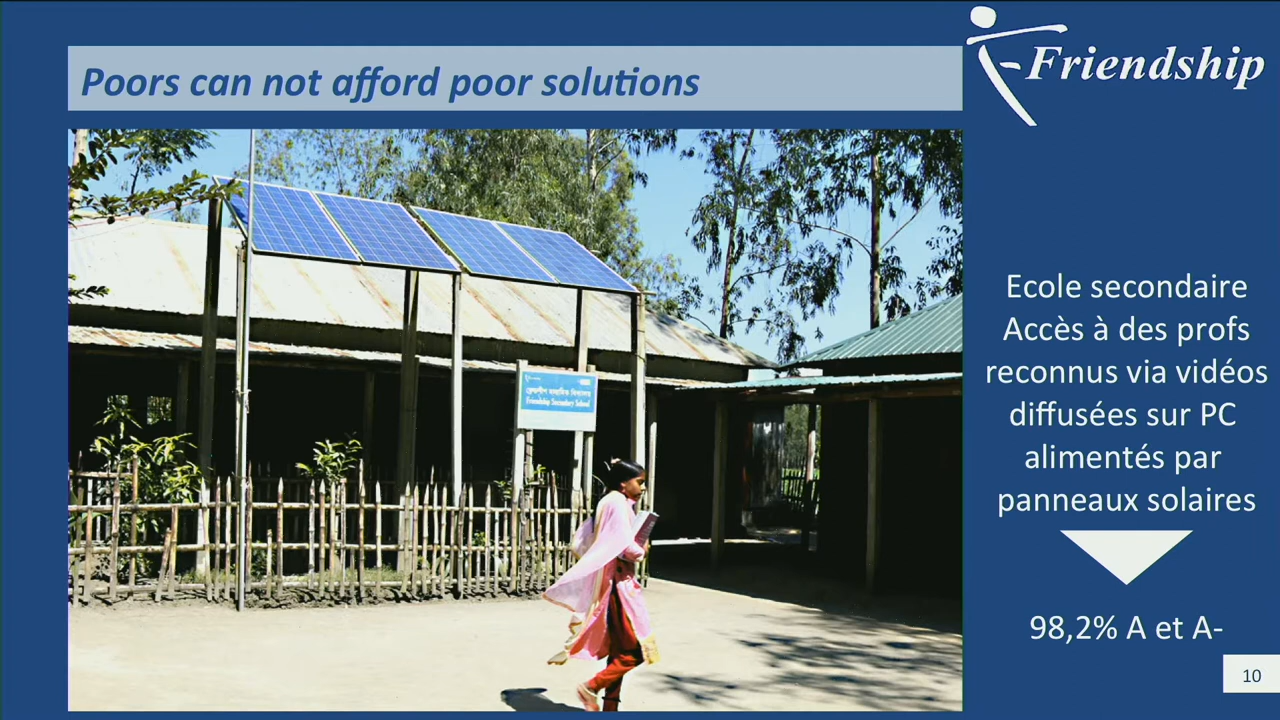 Poors can not afford poor solutions
Friendship
Ecole secondaire
Accès à des profs
reconnus via vidéos
diffusées sur PC
alimentés par
panneaux solaires
98,2% A et A-
Friendship Secondary School
10